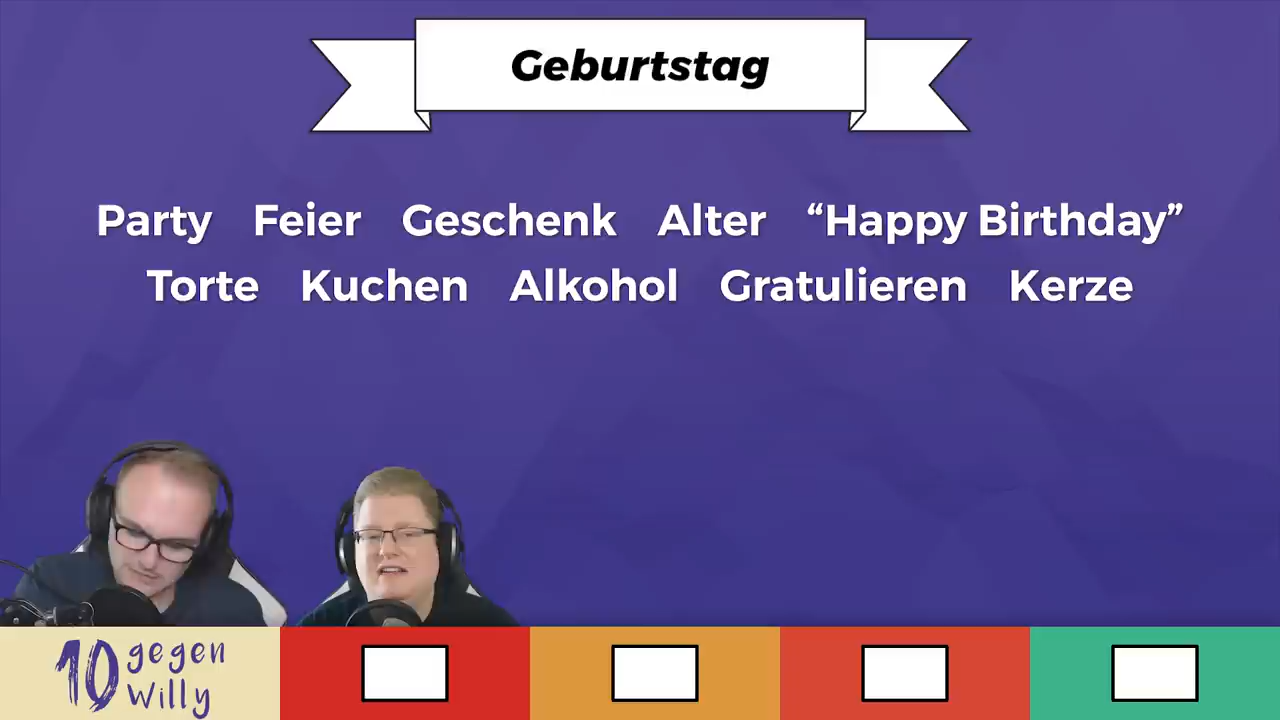 Geburtstag
Party Feier Geschenk Alter “Happy Birthday”
Torte Kuchen Alkohol Gratulieren Kerze
10 gegen
Willy